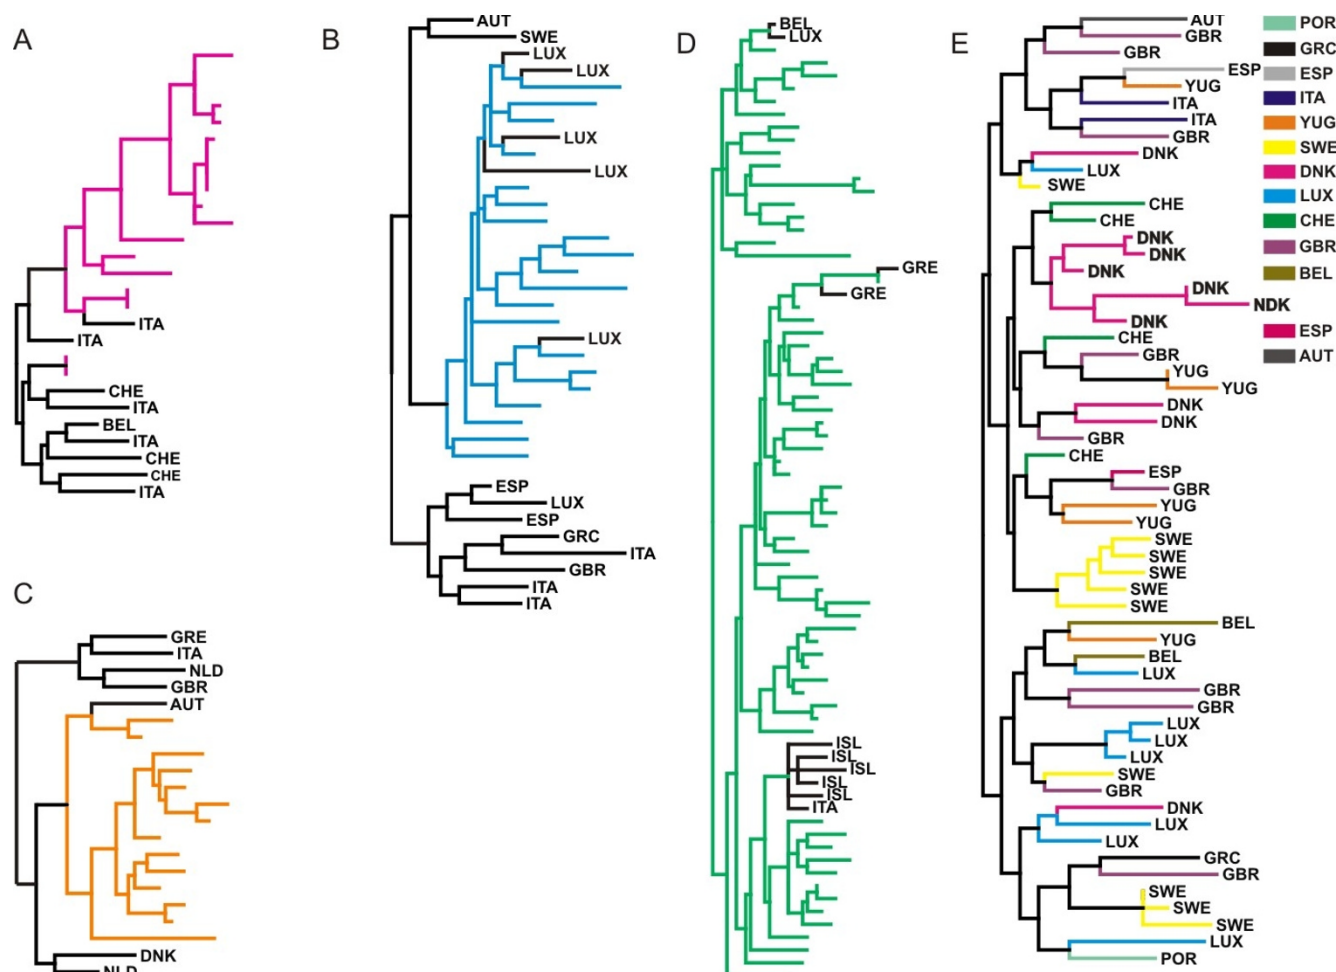 A
ITA
ITA
CHE
ITA
BEL
ITA
CHE
CHE
ITA
B
AUT
SWE
LUX
LUX
LUX
LUX
LUX
ESP
LUX
ESP
GRC
ITA
GBR
ITA
ITA
C
GRE
ITA
NLD
GBR
AUT
DNK
NLD
D
BEL
LUX
GRE
GRE
ISL
ISL
ISL
ISL
ISL
ITA
E
AUT
GBR
GBR
ESP
YUG
ITA
ITA
GBR
DNK
LUX
SWE
CHE
CHE
DNK
DNK
DNK
DNK
NDK
DNK
CHE
GBR
YUG
YUG
DNK
DNK
GBR
CHE
ESP
GBR
YUG
YUG
SWE
SWE
SWE
SWE
SWE
BEL
YUG
BEL
LUX
GBR
GBR
LUX
LUX
LUX
SWE
GBR
DNK
LUX
LUX
GRC
GBR
SWE
SWE
SWE
LUX
POR
POR
GRC
ESP
ITA
YUG
SWE
DNK
LUX
CHE
GBR
BEL
ESP
AUT